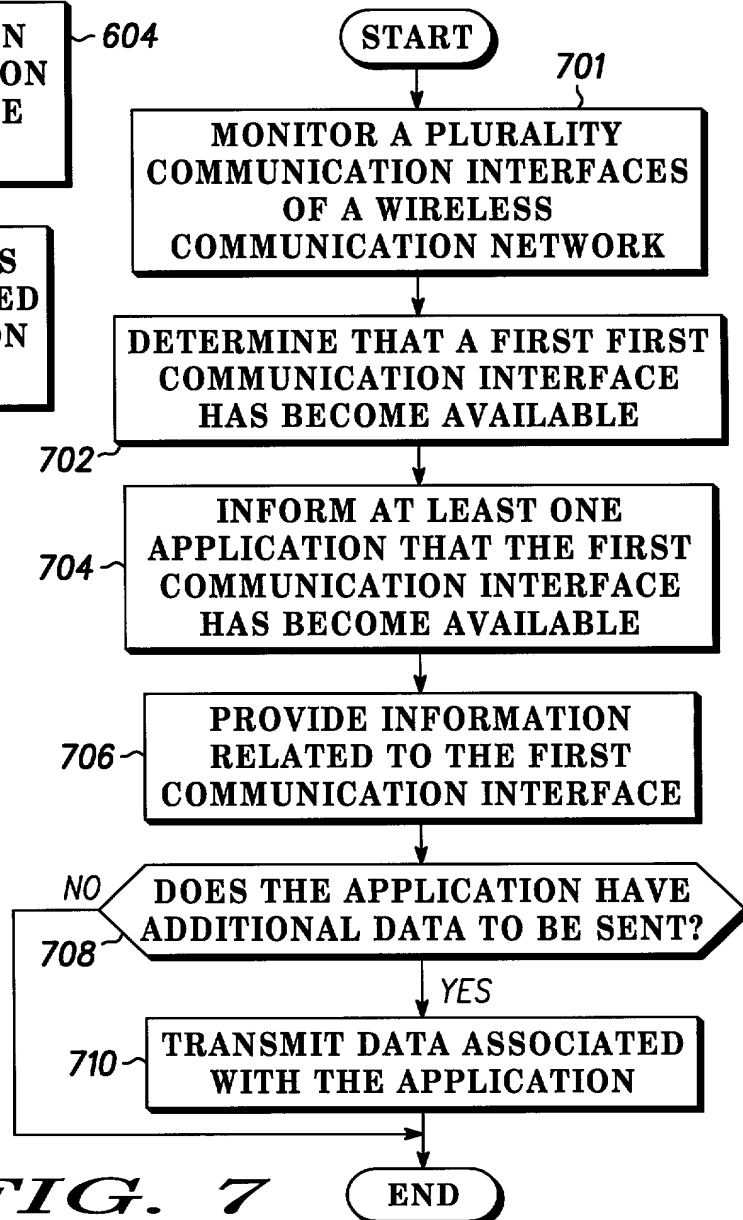 N
ON
E
604
S
ED
ON
START
701
MONITOR A PLURALITY
COMMUNICATION INTERFACES
OF A WIRELESS
COMMUNICATION NETWORK
DETERMINE THAT A FIRST FIRST
COMMUNICATION INTERFACE
HAS BECOME AVAILABLE
702
INFORM AT LEAST ONE
APPLICATION THAT THE FIRST
COMMUNICATION INTERFACE
HAS BECOME AVAILABLE
704
PROVIDE INFORMATION
RELATED TO THE FIRST
COMMUNICATION INTERFACE
706
NO
DOES THE APPLICATION HAVE
ADDITIONAL DATA TO BE SENT?
708
YES
TRANSMIT DATA ASSOCIATED
WITH THE APPLICATION
710
FIG. 7
END